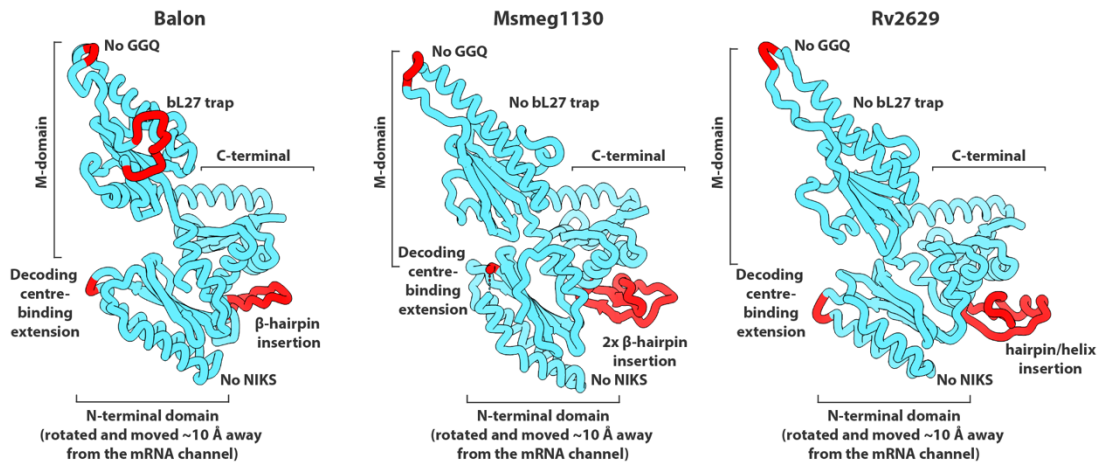 Balon
No GGQ
bL27 trap
M-domain
C-terminal
Decoding
centre-
binding
extension
β-hairpin
insertion
No NIKS
N-terminal domain
(rotated and moved ~10 Å away
from the mRNA channel)
Msmeg1130
No GGQ
No bL27 trap
M-domain
C-terminal
Decoding
centre-
binding
extension
2x β-hairpin
insertion
No NIKS
N-terminal domain
(rotated and moved ~10 Å away
from the mRNA channel)
Rv2629
No GGQ
No bL27 trap
M-domain
C-terminal
Decoding
centre-
binding
extension
hairpin/helix
insertion
No NIKS
N-terminal domain
(rotated and moved ~10 Å away
from the mRNA channel)